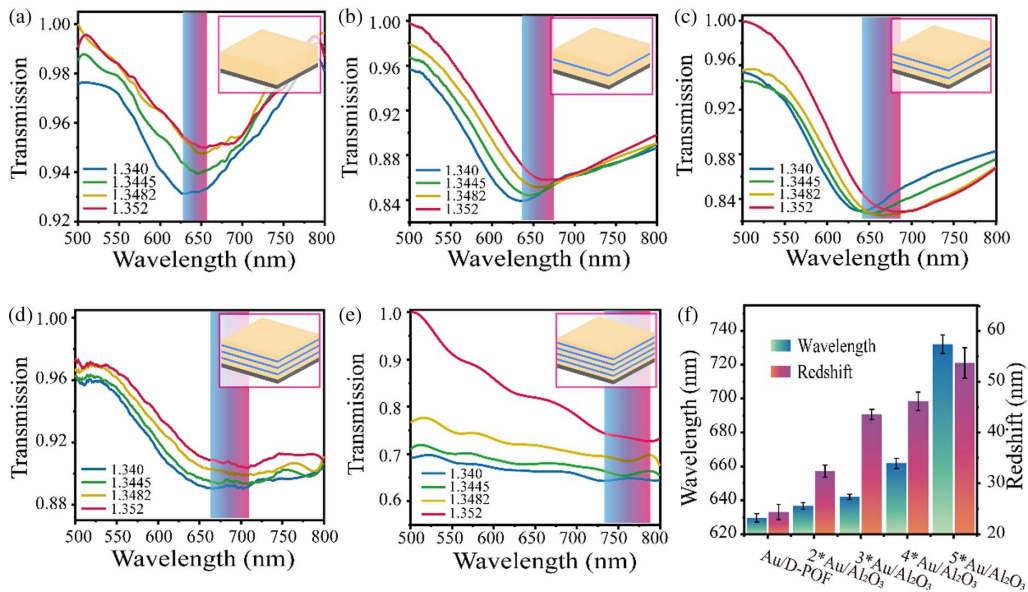 (a)
1.00
0.98
0.96
0.94
0.92
Transmission
1.340
1.3445
1.3482
1.352
500 550 600 650 700 750 800
Wavelength (nm)
(b)
1.00
0.96
0.92
0.88
0.84
Transmission
1.340
1.3445
1.3482
1.352
500 550 600 650 700 750 800
Wavelength (nm)
(c)
1.00
0.96
0.92
0.88
0.84
Transmission
1.340
1.3445
1.3482
1.352
500 550 600 650 700 750 800
Wavelength (nm)
(d)
1.00
0.96
0.92
0.88
Transmission
1.340
1.3445
1.3482
1.352
500 550 600 650 700 750 800
Wavelength (nm)
(e)
1.0
0.9
0.8
0.7
0.6
Transmission
1.340
1.3445
1.3482
1.352
500 550 600 650 700 750 800
Wavelength (nm)
(f)
740
720
700
680
660
640
620
Wavelength (nm)
Wavelength
Redshift
60
50
40
30
20
Redshift (nm)
Au/D-POF
2*Au/Al₂O₃
3*Au/Al₂O₃
4*Au/Al₂O₃
5*Au/Al₂O₃